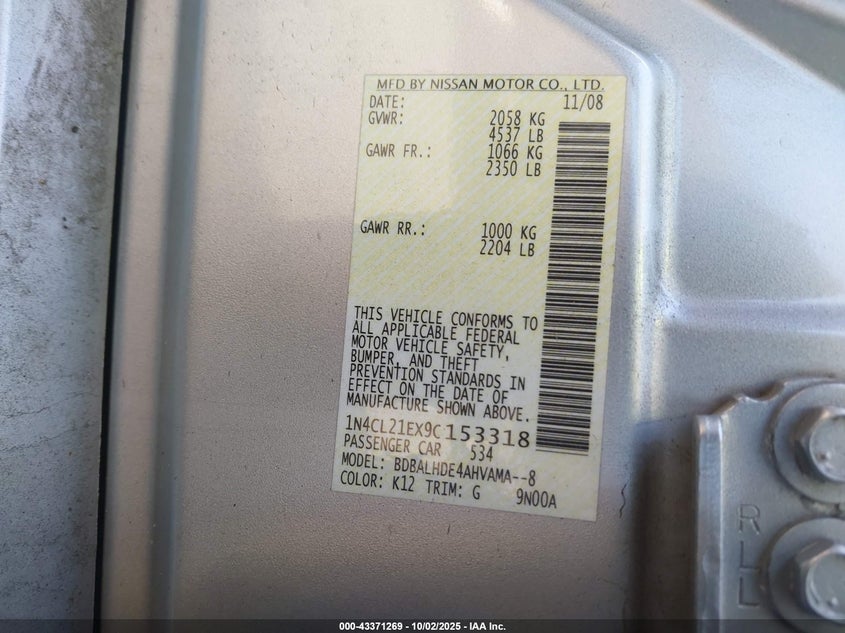 MFD BY NISSAN MOTOR CO., LTD.
DATE: 11/08
GVWR: 2058 KG
4537 LB
GAWR FR.: 1066 KG
2350 LB
GAWR RR.: 1000 KG
2204 LB
THIS VEHICLE CONFORMS TO
ALL APPLICABLE FEDERAL
MOTOR VEHICLE SAFETY,
BUMPER, AND THEFT
PREVENTION STANDARDS IN
EFFECT ON THE DATE OF
MANUFACTURE SHOWN ABOVE.
1N4CL21EX9C153318
PASSENGER CAR 534
MODEL: BDBALHDE4AHVAMA--8
COLOR: K12 TRIM: G 9N00A
RLL
000-43371269 - 10/02/2025 - IAA Inc.